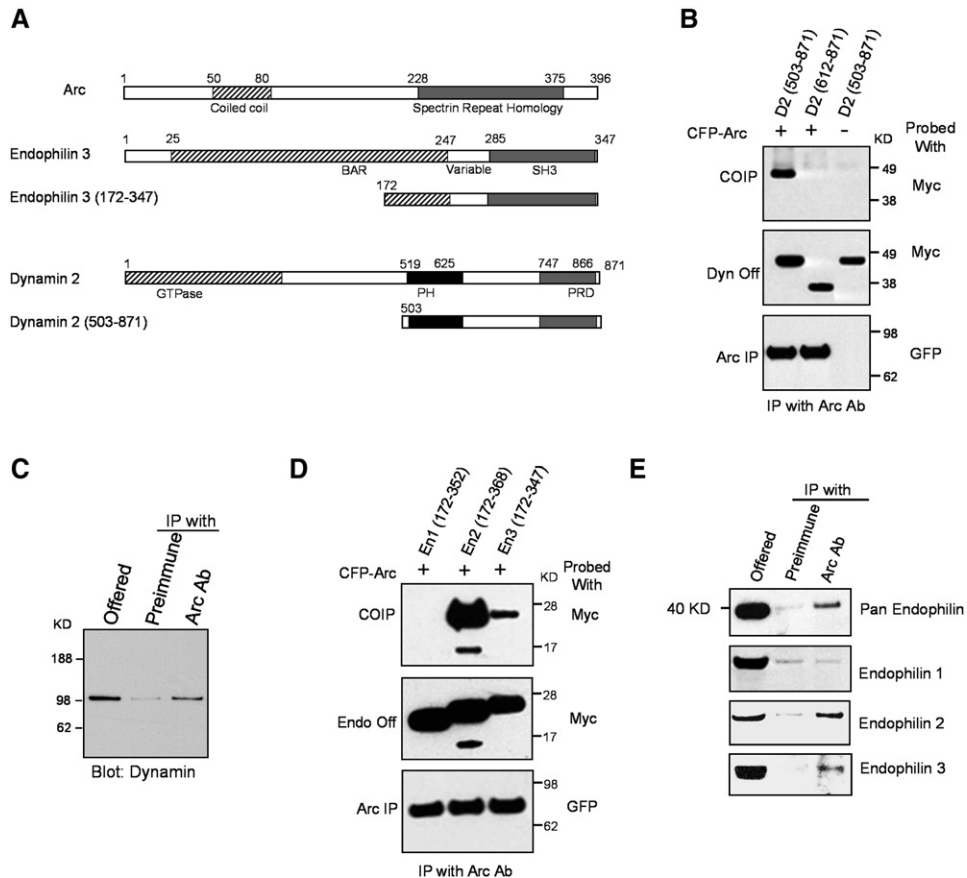 A
Arc
1 50 80 228 375 396
Coiled coil Spectrin Repeat Homology
Endophilin 3
1 25 247 285 347
BAR Variable SH3
Endophilin 3 (172-347)
172
Dynamin 2
1 519 625 747 866 871
GTPase PH PRD
Dynamin 2 (503-871)
503
B
D2 (503-871)
D2 (612-871)
D2 (503-871)
CFP-Arc + + - KD Probed With
COIP 49 38 Myc
Dyn Off 49 38 Myc
Arc IP 98 62 GFP
IP with Arc Ab
C
IP with
Offered
Preimmune
Arc Ab
KD
188
98
62
Blot: Dynamin
D
En1 (172-352)
En2 (172-368)
En3 (172-347)
CFP-Arc + + + KD Probed With
COIP 28 17 Myc
Endo Off 28 17 Myc
Arc IP 98 62 GFP
IP with Arc Ab
E
IP with
Offered
Preimmune
Arc Ab
40 KD Pan Endophilin
Endophilin 1
Endophilin 2
Endophilin 3